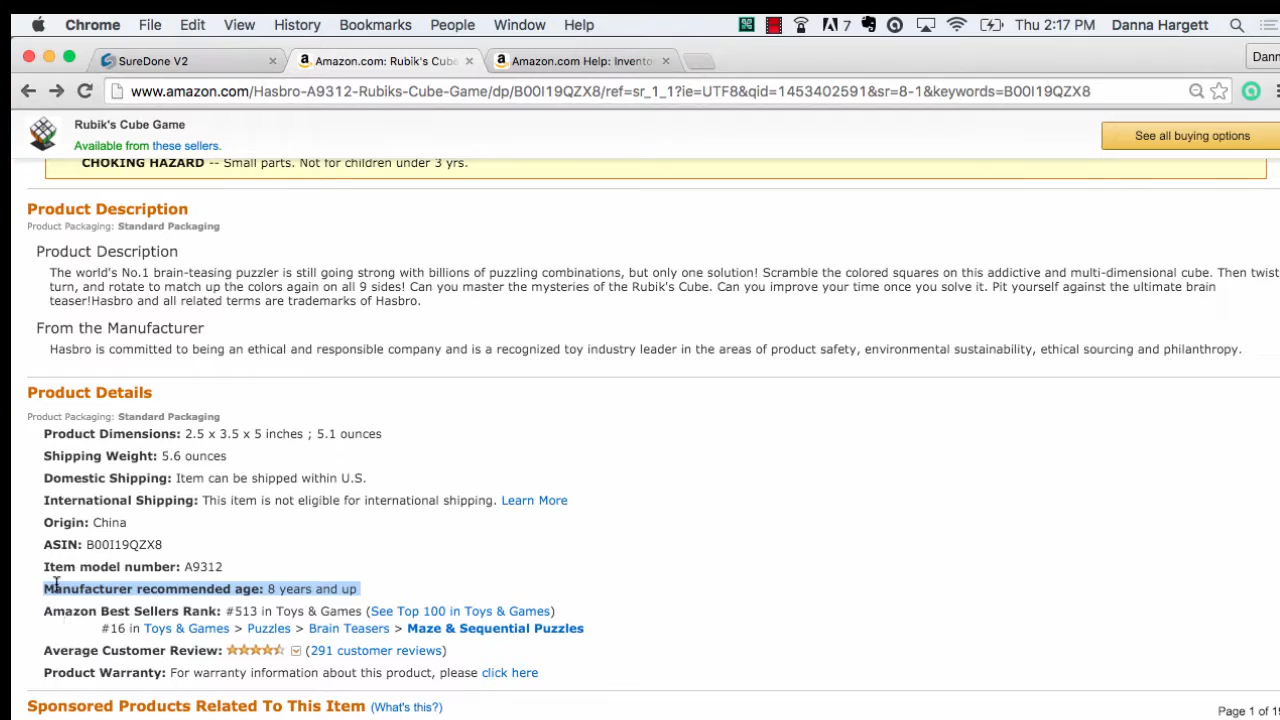 Chrome File Edit View History Bookmarks People Window Help 7 Thu 2:17 PM Danna Hargett
SureDone V2 × Amazon.com: Rubik's Cube × Amazon.com Help: Invento × Dann
www.amazon.com/Hasbro-A9312-Rubiks-Cube-Game/dp/B00I19QZX8/ref=sr_1_1?ie=UTF8&qid=1453402591&sr=8-1&keywords=B00I19QZX8
Rubik's Cube Game
Available from these sellers.
See all buying options
CHOKING HAZARD -- Small parts. Not for children under 3 yrs.
Product Description
Product Packaging: Standard Packaging
Product Description
The world's No.1 brain-teasing puzzler is still going strong with billions of puzzling combinations, but only one solution! Scramble the colored squares on this addictive and multi-dimensional cube. Then twist
turn, and rotate to match up the colors again on all 9 sides! Can you master the mysteries of the Rubik's Cube. Can you improve your time once you solve it. Pit yourself against the ultimate brain
teaser!Hasbro and all related terms are trademarks of Hasbro.
From the Manufacturer
Hasbro is committed to being an ethical and responsible company and is a recognized toy industry leader in the areas of product safety, environmental sustainability, ethical sourcing and philanthropy.
Product Details
Product Packaging: Standard Packaging
Product Dimensions: 2.5 x 3.5 x 5 inches ; 5.1 ounces
Shipping Weight: 5.6 ounces
Domestic Shipping: Item can be shipped within U.S.
International Shipping: This item is not eligible for international shipping. Learn More
Origin: China
ASIN: B00I19QZX8
Item model number: A9312
Manufacturer recommended age: 8 years and up
Amazon Best Sellers Rank: #513 in Toys & Games (See Top 100 in Toys & Games)
#16 in Toys & Games > Puzzles > Brain Teasers > Maze & Sequential Puzzles
Average Customer Review: (291 customer reviews)
Product Warranty: For warranty information about this product, please click here
Sponsored Products Related To This Item (What's this?)
Page 1 of 19